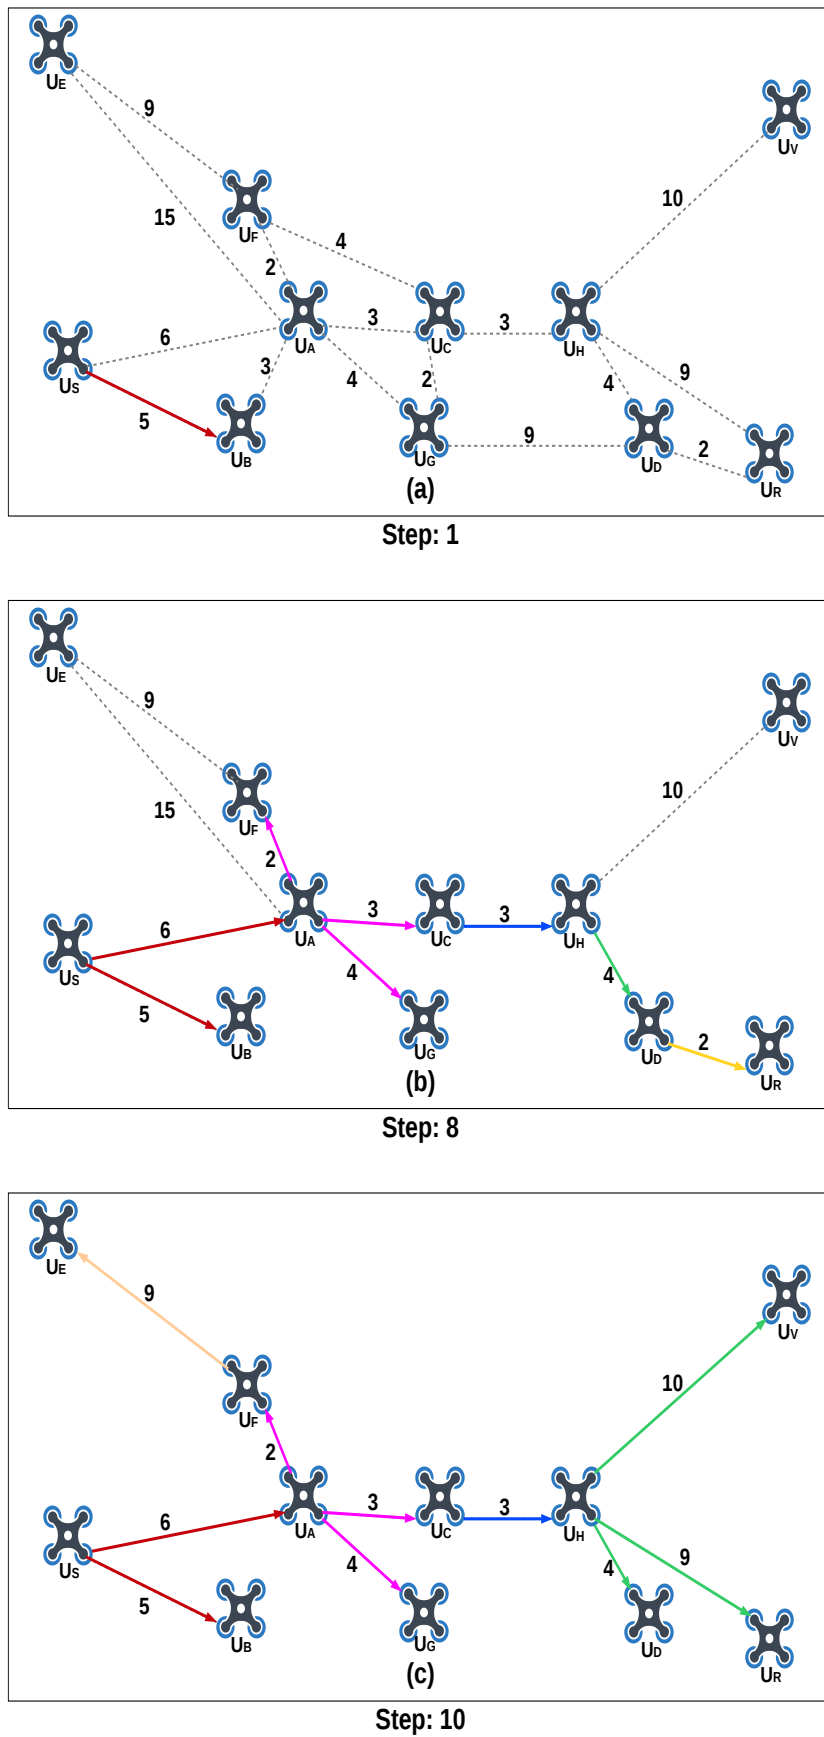 UE
9
UV
15
10
UF
4
2
6
3
3
UA
UC
UH
US
3
4
2
4
9
5
9
2
UB
UG
UD
UR
(a)
Step: 1
UE
9
UV
15
10
UF
2
6
3
3
UA
UC
UH
US
4
4
5
2
UB
UG
UD
UR
(b)
Step: 8
UE
9
UV
10
UF
2
6
3
3
UA
UC
UH
US
4
4
9
5
UB
UG
UD
UR
(c)
Step: 10